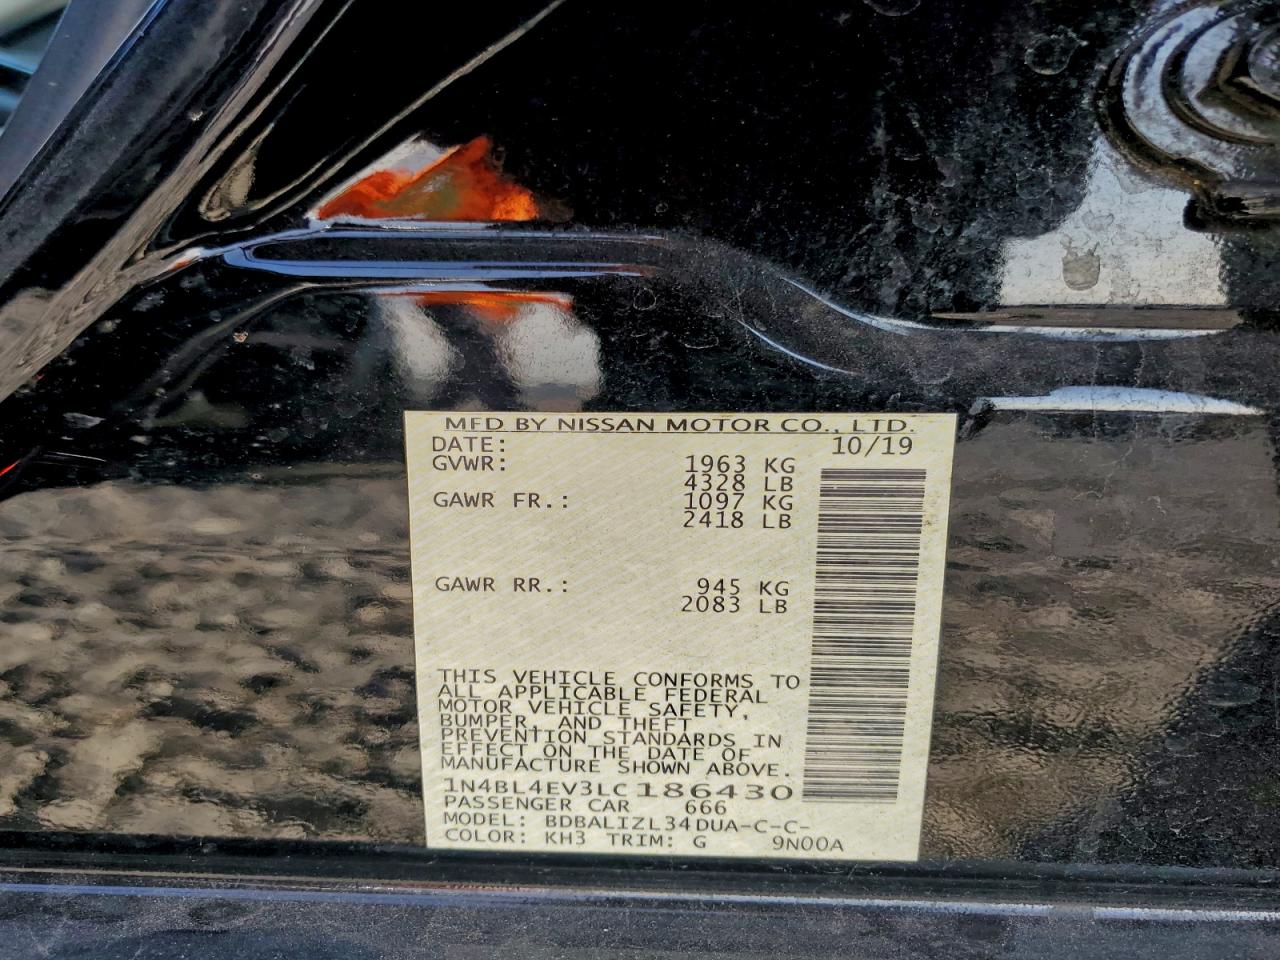 MFD BY NISSAN MOTOR CO., LTD.
DATE: 10/19
GVWR: 1963 KG
4328 LB
GAWR FR.: 1097 KG
2418 LB
GAWR RR.: 945 KG
2083 LB
THIS VEHICLE CONFORMS TO
ALL APPLICABLE FEDERAL
MOTOR VEHICLE SAFETY,
BUMPER, AND THEFT
PREVENTION STANDARDS IN
EFFECT ON THE DATE OF
MANUFACTURE SHOWN ABOVE.
1N4BL4EV3LC186430
PASSENGER CAR 666
MODEL: BDBALIZL34DUA-C-C-
COLOR: KH3 TRIM: G 9N00A